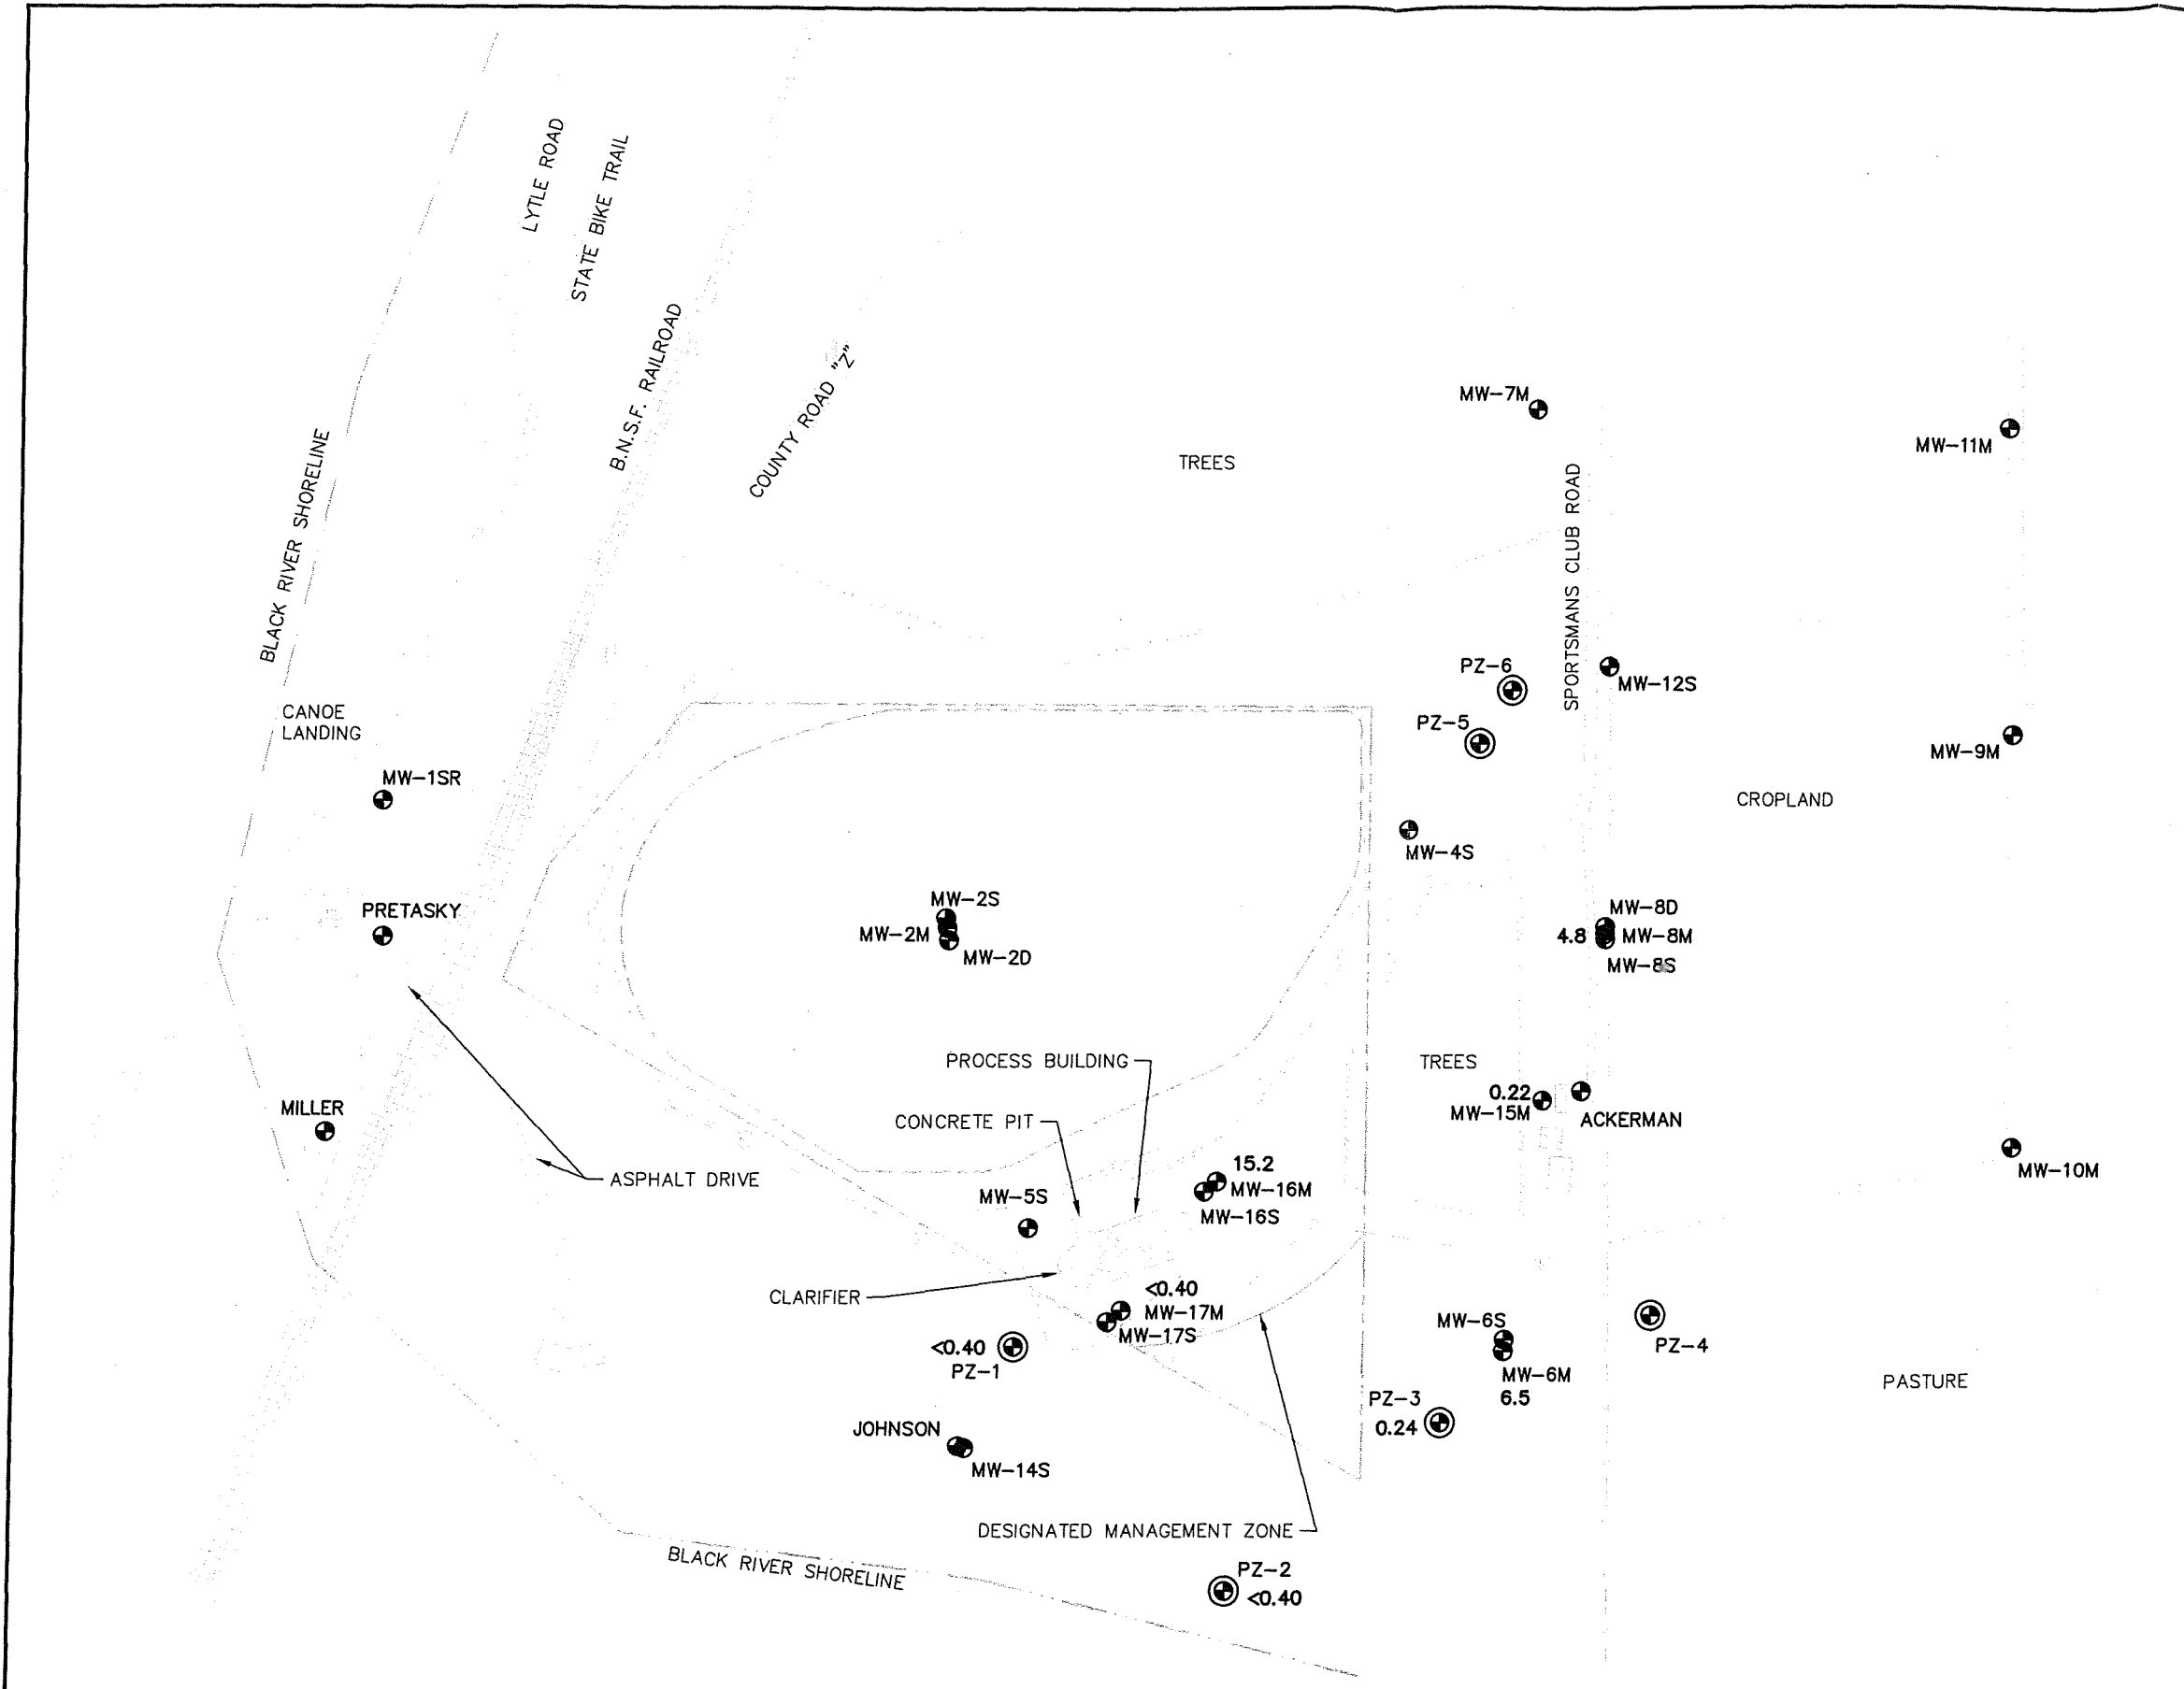 LYTLE ROAD
STATE BIKE TRAIL
B.N.S.F. RAILROAD
COUNTY ROAD "Z"
BLACK RIVER SHORELINE
TREES
MW-7M
MW-11M
SPORTSMANS CLUB ROAD
PZ-6
MW-12S
PZ-5
MW-9M
CANOE
LANDING
MW-1SR
CROPLAND
MW-4S
PRETASKY
MW-2S
MW-2M
MW-2D
MW-8D
4.8
MW-8M
MW-8S
PROCESS BUILDING
TREES
0.22
MW-15M
ACKERMAN
MILLER
CONCRETE PIT
ASPHALT DRIVE
15.2
MW-16M
MW-16S
MW-10M
MW-5S
CLARIFIER
<0.40
MW-17M
MW-17S
<0.40
PZ-1
MW-6S
MW-6M
6.5
PZ-4
PZ-3
0.24
PASTURE
JOHNSON
MW-14S
DESIGNATED MANAGEMENT ZONE
BLACK RIVER SHORELINE
PZ-2
<0.40